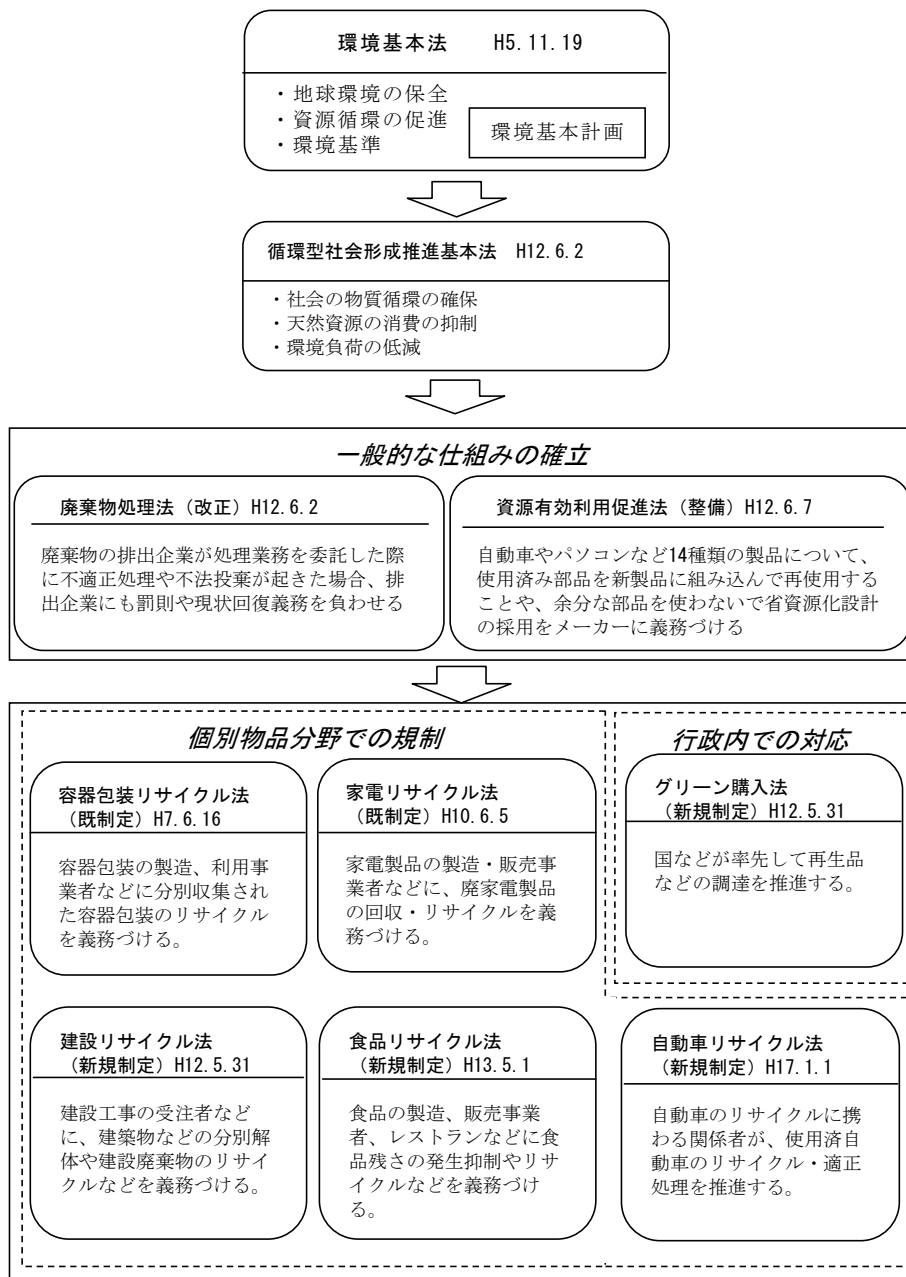 環境基本法 H5.11.19
・地球環境の保全
・資源循環の促進
・環境基準
環境基本計画
循環型社会形成推進基本法 H12.6.2
・社会の物質循環の確保
・天然資源の消費の抑制
・環境負荷の低減
一般的な仕組みの確立
廃棄物処理法（改正）H12.6.2
廃棄物の排出企業が処理業務を委託した際
に不適正処理や不法投棄が起きた場合、排
出企業にも罰則や現状回復義務を負わせる
資源有効利用促進法（整備）H12.6.7
自動車やパソコンなど14種類の製品について、
使用済み部品を新製品に組み込んで再使用する
ことや、余分な部品を使わないで省資源化設計
の採用をメーカーに義務づける
個別物品分野での規制
行政内での対応
容器包装リサイクル法
（既制定）H7.6.16
容器包装の製造、利用事
業者などに分別収集され
た容器包装のリサイクル
を義務づける。
家電リサイクル法
（既制定）H10.6.5
家電製品の製造・販売事
業者などに、廃家電製品
の回収・リサイクルを義
務づける。
グリーン購入法
（新規制定）H12.5.31
国などが率先して再生品
などの調達を推進する。
建設リサイクル法
（新規制定）H12.5.31
建設工事の受注者など
に、建築物などの分別解
体や建設廃棄物のリサイ
クルなどを義務づける。
食品リサイクル法
（新規制定）H13.5.1
食品の製造、販売事業
者、レストランなどに食
品残さの発生抑制やリサ
イクルなどを義務づけ
る。
自動車リサイクル法
（新規制定）H17.1.1
自動車のリサイクルに携
わる関係者が、使用済自
動車のリサイクル・適正
処理を推進する。